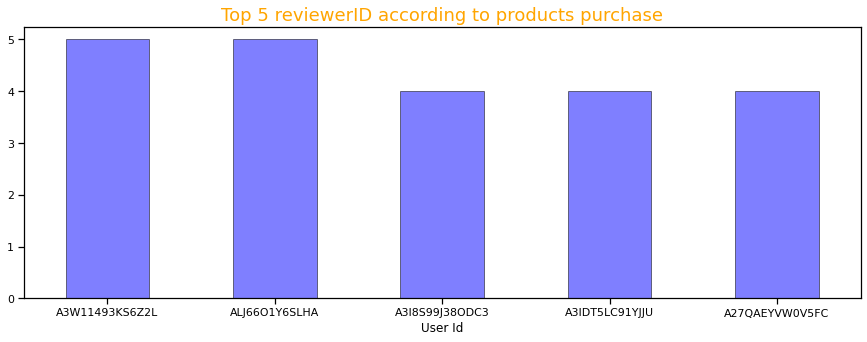 Top 5 reviewerID according to products purchase
5
4
3
2
1
0
A3W11493KS6Z2L ALJ66O1Y6SLHA A3I8S99J38ODC3 A3IDT5LC91YJJU A27QAEYVW0V5FC
User Id